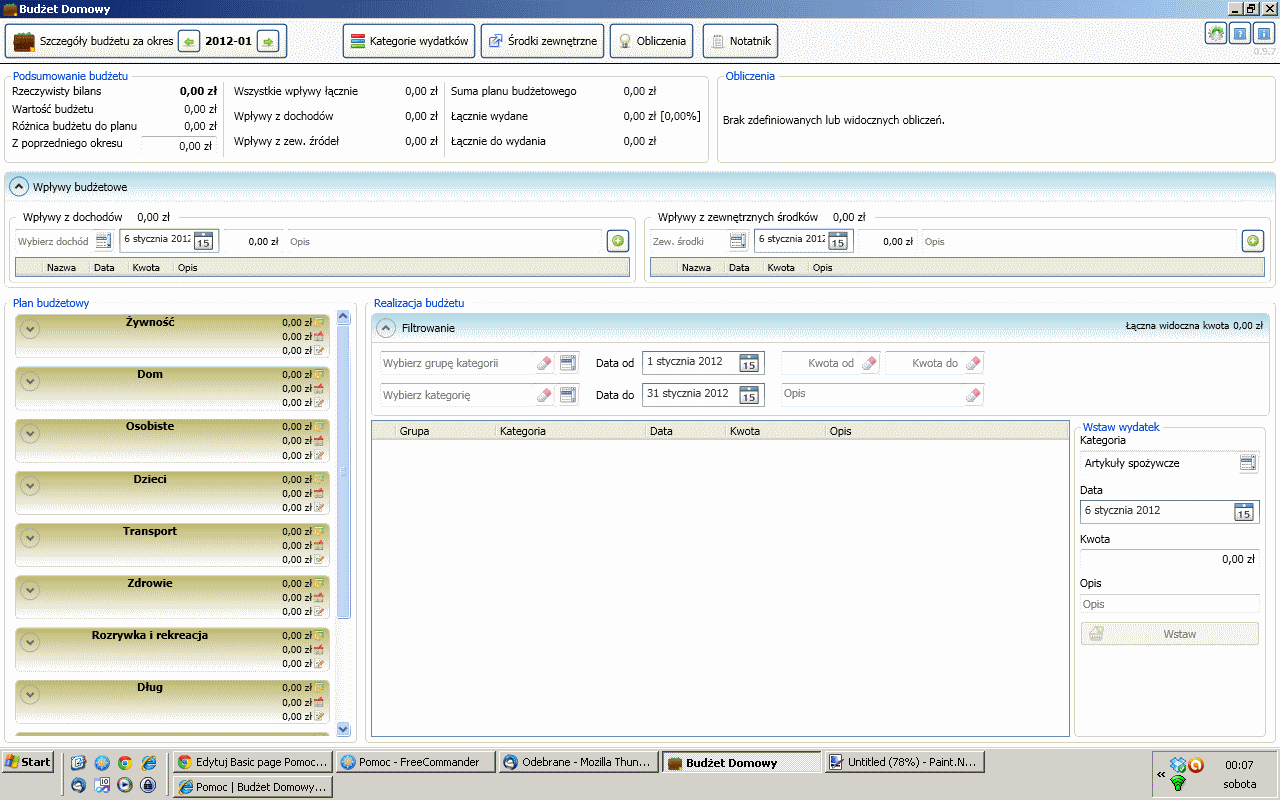 Budżet Domowy
Szczegóły budżetu za okres 2012-01 Kategorie wydatków Środki zewnętrzne Obliczenia Notatnik
0.9.7
Podsumowanie budżetu
Rzeczywisty bilans 0,00 zł Wszystkie wpływy łącznie 0,00 zł Suma planu budżetowego 0,00 zł
Wartość budżetu 0,00 zł Wpływy z dochodów 0,00 zł Łącznie wydane 0,00 zł [0,00%]
Różnica budżetu do planu 0,00 zł
Z poprzedniego okresu 0,00 zł Wpływy z zew. źródeł 0,00 zł Łącznie do wydania 0,00 zł
Obliczenia
Brak zdefiniowanych lub widocznych obliczeń.
Wpływy budżetowe
Wpływy z dochodów 0,00 zł
Wybierz dochód 6 stycznia 2012 15 0,00 zł Opis
Nazwa Data Kwota Opis
Wpływy z zewnętrznych środków 0,00 zł
Zew. środki 6 stycznia 2012 15 0,00 zł Opis
Nazwa Data Kwota Opis
Plan budżetowy
Żywność 0,00 zł
0,00 zł
0,00 zł
Dom 0,00 zł
0,00 zł
0,00 zł
Osobiste 0,00 zł
0,00 zł
0,00 zł
Dzieci 0,00 zł
0,00 zł
0,00 zł
Transport 0,00 zł
0,00 zł
0,00 zł
Zdrowie 0,00 zł
0,00 zł
0,00 zł
Rozrywka i rekreacja 0,00 zł
0,00 zł
0,00 zł
Dług 0,00 zł
0,00 zł
0,00 zł
Realizacja budżetu
Filtrowanie Łączna widoczna kwota 0,00 zł
Wybierz grupę kategorii Data od 1 stycznia 2012 15 Kwota od Kwota do
Wybierz kategorię Data do 31 stycznia 2012 15 Opis
Grupa Kategoria Data Kwota Opis
Wstaw wydatek
Kategoria
Artykuły spożywcze
Data
6 stycznia 2012 15
Kwota
0,00 zł
Opis
Opis
Wstaw
Start Edytuj Basic page Pomoc... Pomoc - FreeCommander Odebrane - Mozilla Thun... Budżet Domowy Untitled (78%) - Paint.N... « 00:07
Pomoc | Budżet Domowy... sobota